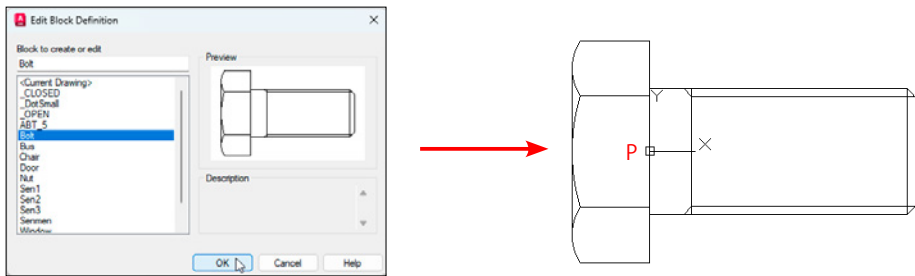 Edit Block Definition
Block to create or edit
Bolt
<Current Drawing>
_CLOSED
_DotSmall
_OPEN
ABT_5
Bolt
Bus
Chair
Door
Nut
Sen1
Sen2
Sen3
Senmen
Window
Preview
Description
OK
Cancel
Help
Y
P
X